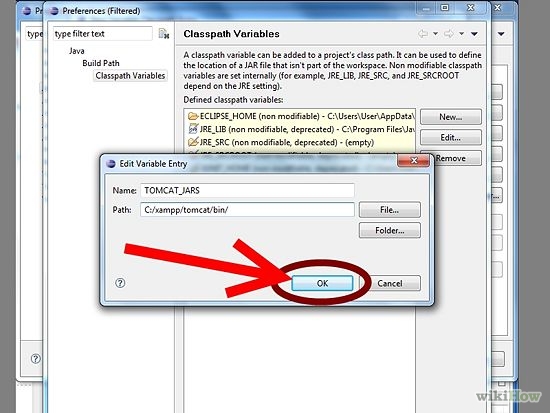 Pr
Preferences (Filtered)
type
type filter text
Classpath Variables
Java
Build Path
Classpath Variables
A classpath variable can be added to a project's class path. It can be used to define
the location of a JAR file that isn't part of the workspace. Non modifiable classpath
variables are set internally (for example, JRE_LIB, JRE_SRC, and JRE_SRCROOT
depend on the JRE setting).
Defined classpath variables:
ECLIPSE_HOME (non modifiable) - C:\Users\User\AppData\
JRE_LIB (non modifiable, deprecated) - C:\Program Files\Jav
JRE_SRC (non modifiable, deprecated) - (empty)
New...
Edit...
Remove
Edit Variable Entry
Name: TOMCAT_JARS
Path: C:/xampp/tomcat/bin/
File...
Folder...
OK
Cancel
wikiHow